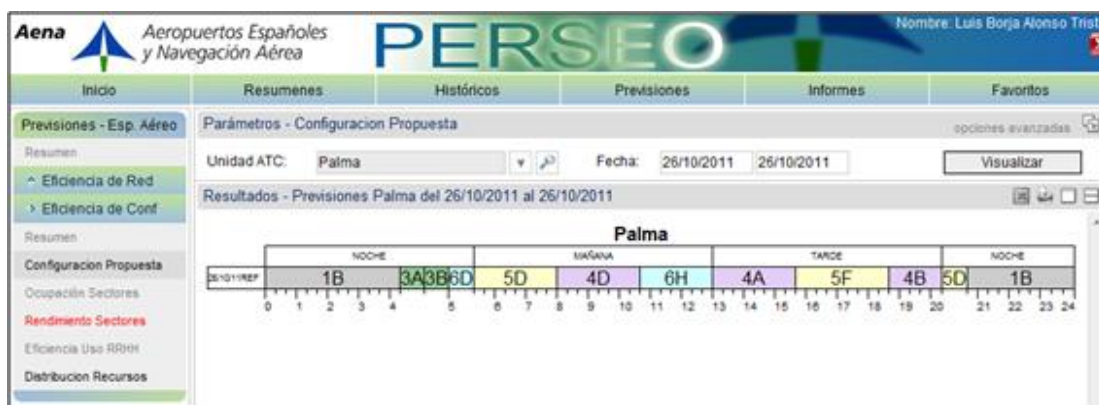 Aena
Aeropuertos Españoles
y Navegación Aérea
PERSEO
Nombre: Luis Borja Alonso Trist
Inicio Resumenes Históricos Previsiones Informes Favoritos
Previsiones - Esp. Aéreo
Resumen
^ Eficiencia de Red
> Eficiencia de Conf
Resumen
Configuracion Propuesta
Ocupación Sectores
Rendimiento Sectores
Eficiencia Uso RRHH
Distribucion Recursos
Parámetros - Configuracion Propuesta
opciones avanzadas
Unidad ATC: Palma Fecha: 26/10/2011 26/10/2011 Visualizar
Resultados - Previsiones Palma del 26/10/2011 al 26/10/2011
Palma
NOCHE MAÑANA TARDE NOCHE
26/10/11REF 1B 3A 3B 6D 5D 4D 6H 4A 5F 4B 5D 1B
0 1 2 3 4 5 6 7 8 9 10 11 12 13 14 15 16 17 18 19 20 21 22 23 24